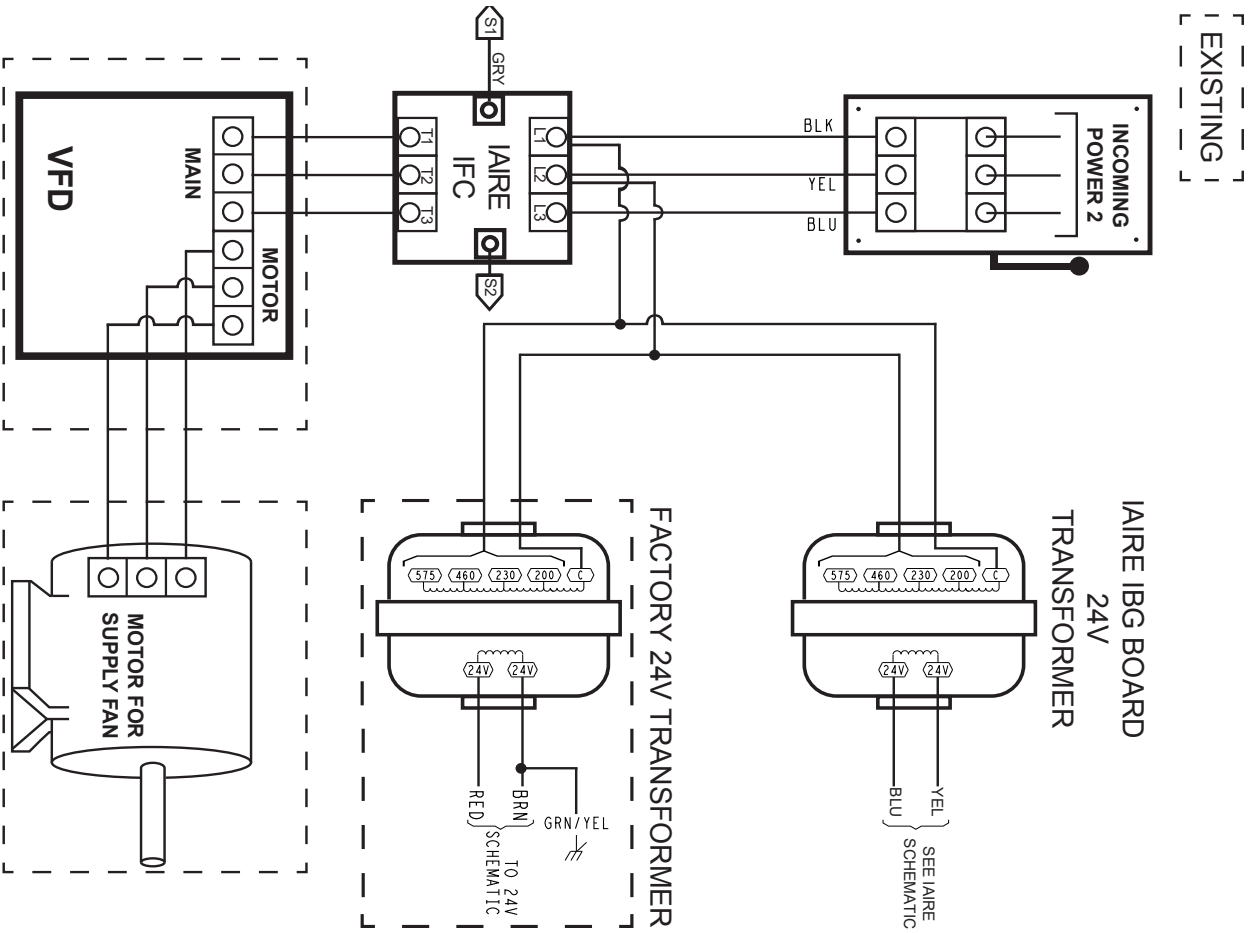 EXISTING
INCOMING
POWER 2
BLK
YEL
BLU
S1
GRY
L1
L2
L3
IAIRE
IFC
T1
T2
T3
S2
MAIN
MOTOR
VFD
MOTOR FOR
SUPPLY FAN
FACTORY 24V TRANSFORMER
575
460
230
200
C
24V
24V
RED
BRN
GRN/YEL
TO 24V
SCHEMATIC
IAIRE IBG BOARD
24V
TRANSFORMER
575
460
230
200
C
24V
24V
BLU
YEL
SEE IAIRE
SCHEMATIC